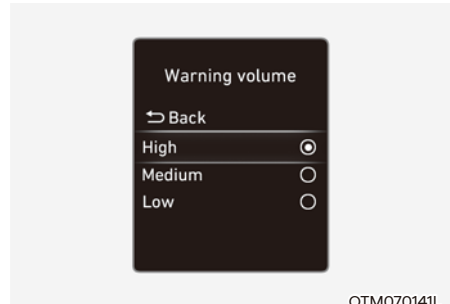 Warning volume
Back
High
Medium
Low
OTM070141L